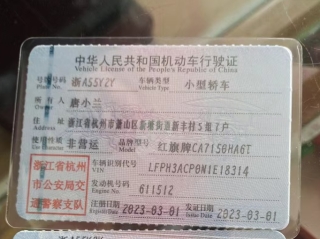 中华人民共和国机动车行驶证
Vehicle License of the People's Republic of China
号牌号码 浙A55Y2Y 车辆类型 小型轿车
Plate No. Vehicle Type
所有人 唐小兰
Owner
住址 浙江省杭州市萧山区新塘街道新丰村5组7户
Address
使用性质 非营运 品牌型号 红旗牌CA7150HA6T
Model
浙江省杭州市公安局交通警察支队
车辆识别代号 LFPH3ACP0N1E18314
VIN
发动机号码 611512
Engine No.
注册日期 2023-03-01 发证日期 2023-03-01
Register Date Issue Date